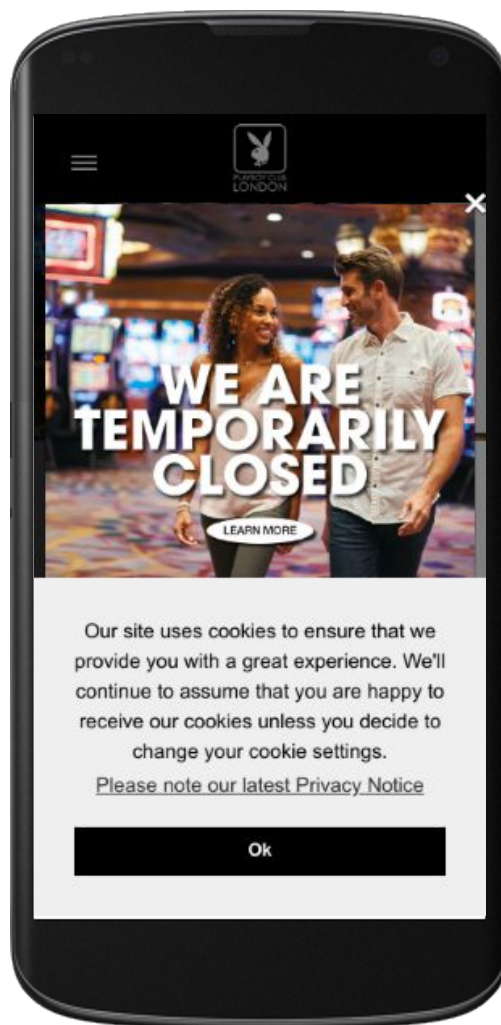 PLAYBOY CLUB
LONDON
WE ARE
TEMPORARILY
CLOSED
LEARN MORE
Our site uses cookies to ensure that we
provide you with a great experience. We'll
continue to assume that you are happy to
receive our cookies unless you decide to
change your cookie settings.
Please note our latest Privacy Notice
Ok